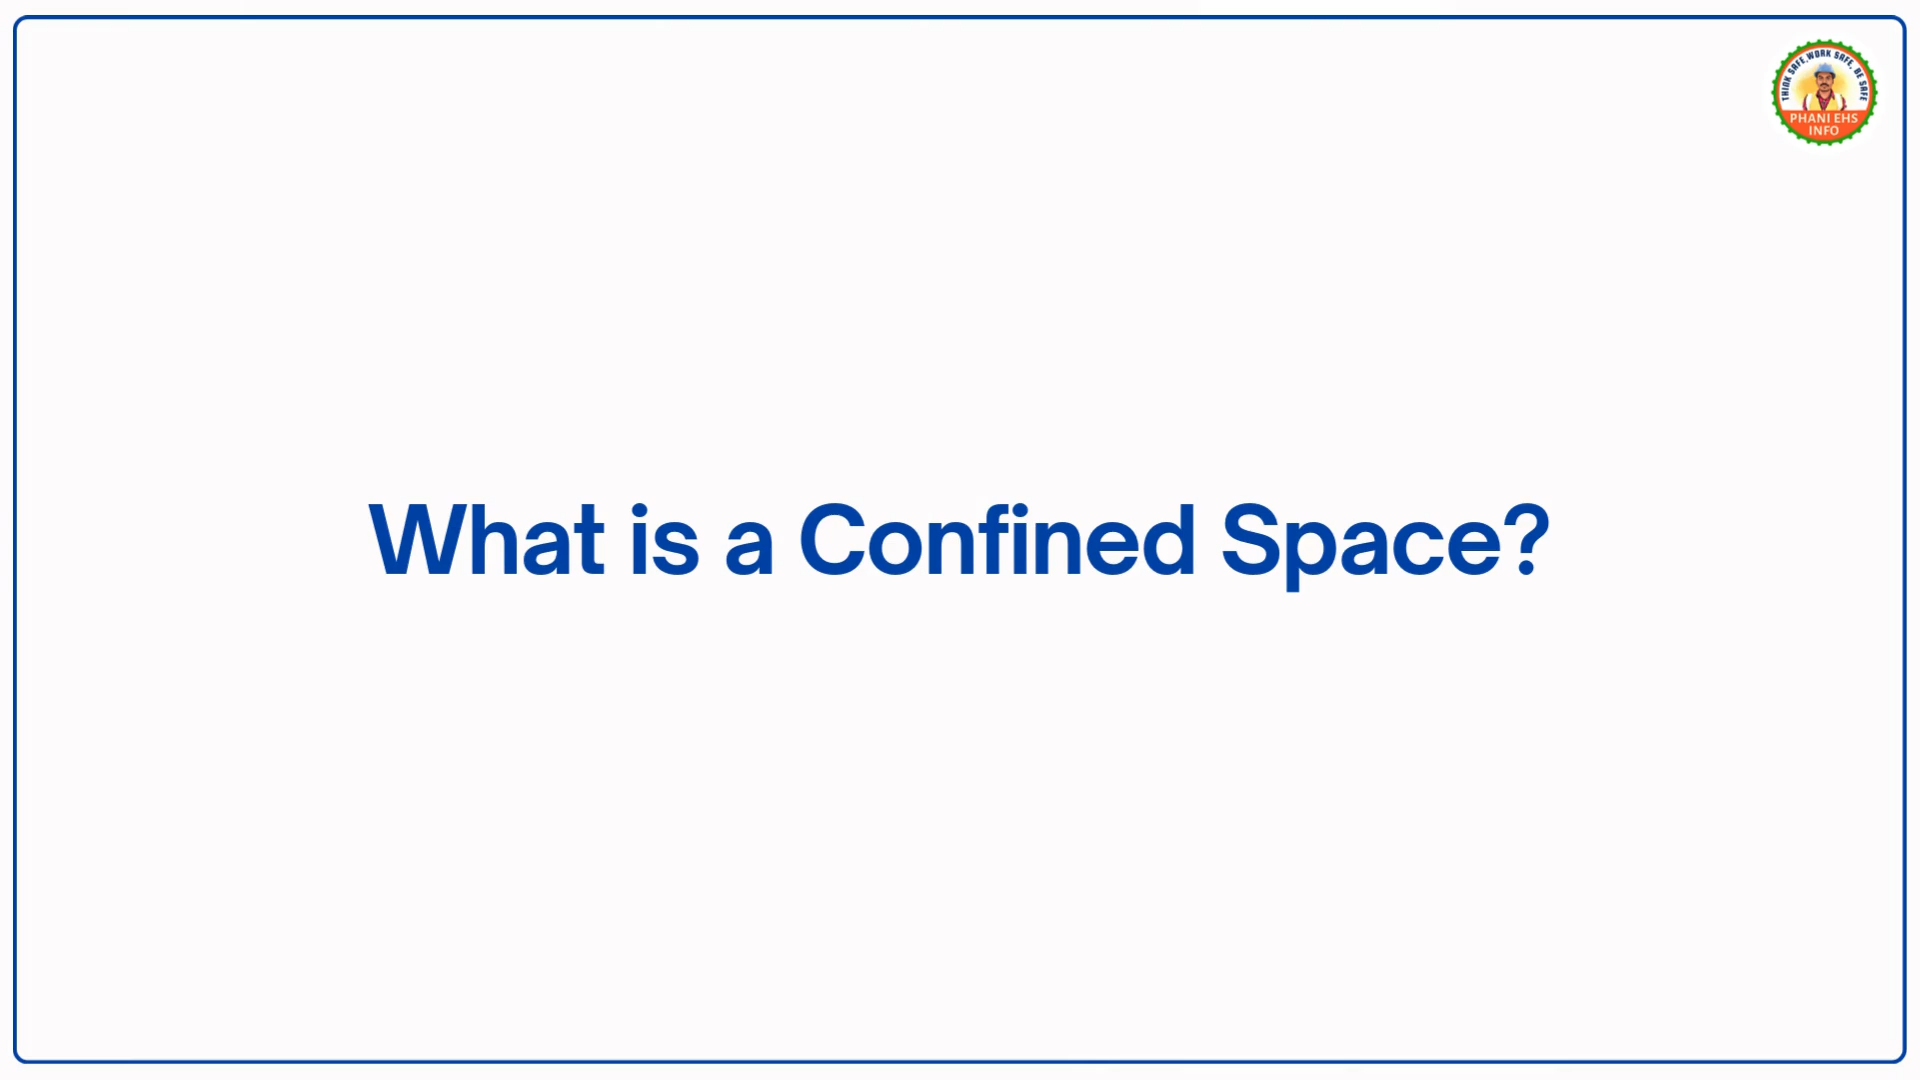 THINK SAFE, WORK SAFE, BE SAFE
PHANI EHS
INFO
What is a Confined Space?